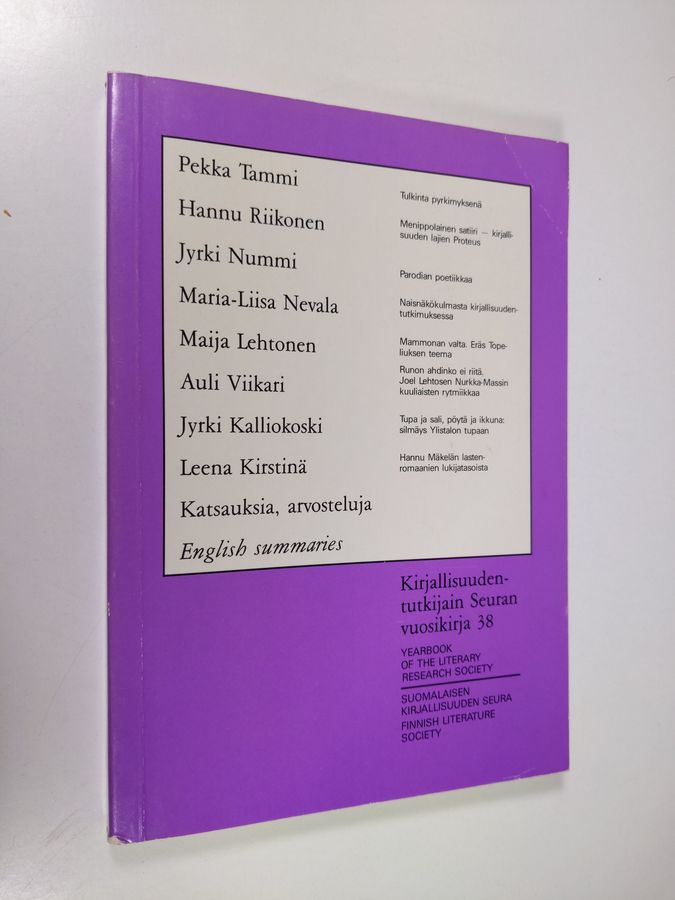 Pekka Tammi
Tulkinta pyrkimyksenä
Hannu Riikonen
Menippolainen satiiri — kirjalli-
suuden lajien Proteus
Jyrki Nummi
Parodian poetiikkaa
Maria-Liisa Nevala
Naisnäkökulmasta kirjallisuuden-
tutkimuksessa
Maija Lehtonen
Mammonan valta. Eräs Tope-
liuksen teema
Auli Viikari
Runon ahdinko ei riitä.
Joel Lehtosen Nurkka-Massin
kuuliaisten rytmiikkaa
Jyrki Kalliokoski
Tupa ja sali, pöytä ja ikkuna:
silmäys Ylistalon tupaan
Leena Kirstinä
Hannu Mäkelän lasten-
romaanien lukijatasoista
Katsauksia, arvosteluja
English summaries
Kirjallisuuden-
tutkijain Seuran
vuosikirja 38
YEARBOOK
OF THE LITERARY
RESEARCH SOCIETY
SUOMALAISEN
KIRJALLISUUDEN SEURA
FINNISH LITERATURE
SOCIETY